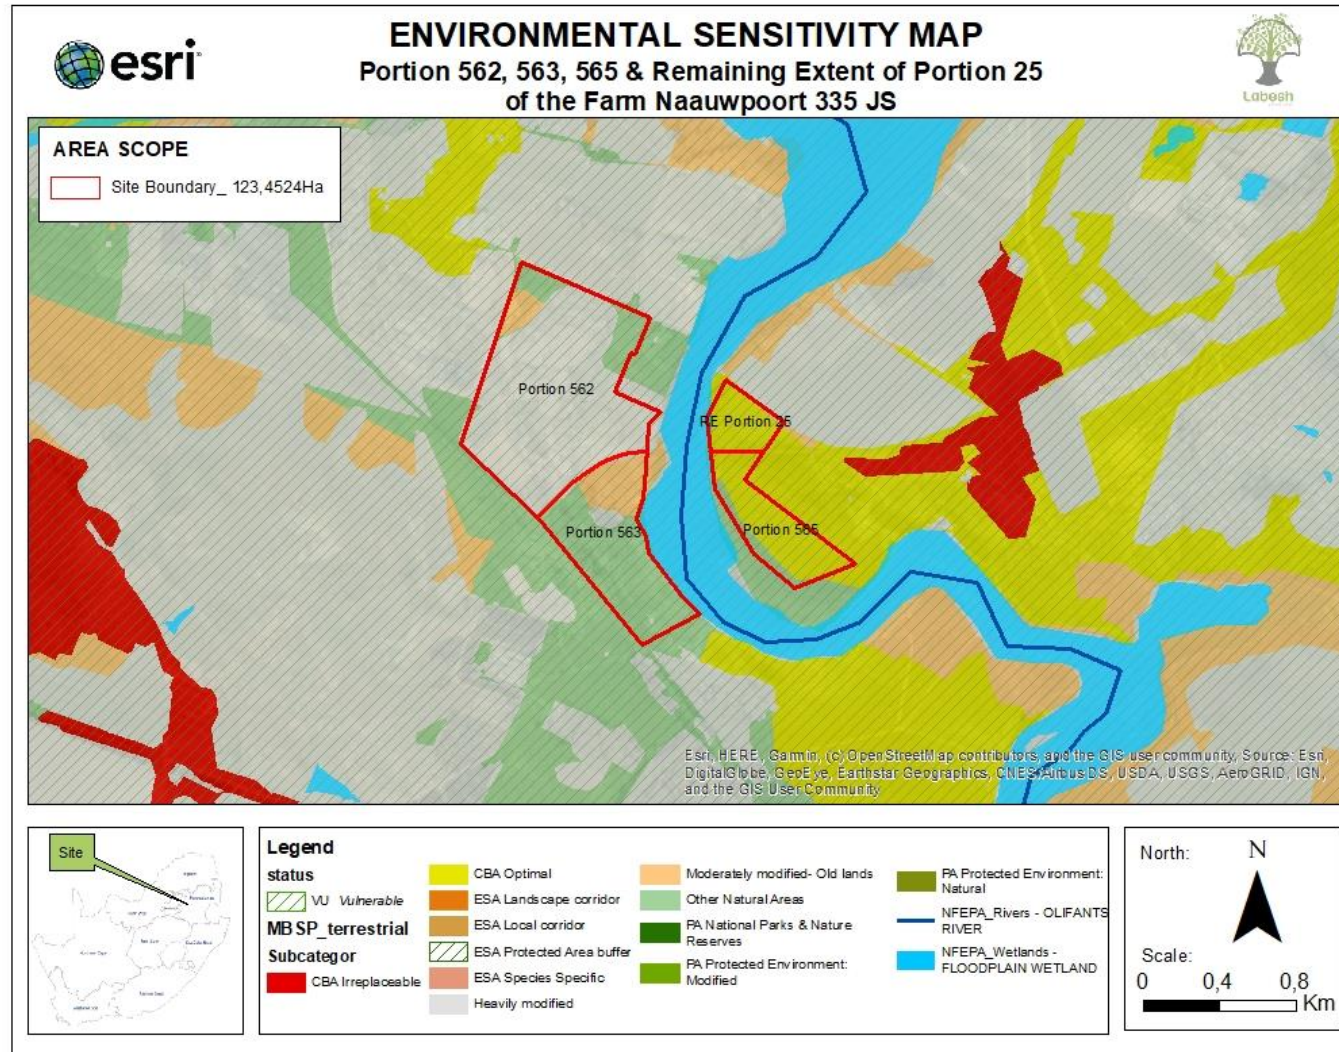 esri
ENVIRONMENTAL SENSITIVITY MAP
Portion 562, 563, 565 & Remaining Extent of Portion 25
of the Farm Naauwpoort 335 JS
Labesh
AREA SCOPE
Site Boundary_ 123,4524Ha
Portion 562
RE Portion 25
Portion 563
Portion 565
Esri, HERE, Garmin, (c) OpenStreetMap contributors, and the GIS user community, Source: Esri,
DigitalGlobe, GeoEye, Earthstar Geographics, CNES/Airbus DS, USDA, USGS, AeroGRID, IGN,
and the GIS User Community
Site
Legend
status
VU Vulnerable
MBSP_terrestrial
Subcategor
CBA Irreplaceable
CBA Optimal
ESA Landscape corridor
ESA Local corridor
ESA Protected Area buffer
ESA Species Specific
Heavily modified
Moderately modified- Old lands
Other Natural Areas
PA National Parks & Nature
Reserves
PA Protected Environment:
Modified
PA Protected Environment:
Natural
NFEPA_Rivers - OLIFANTS
RIVER
NFEPA_Wetlands -
FLOODPLAIN WETLAND
North:
N
Scale:
0 0,4 0,8
Km